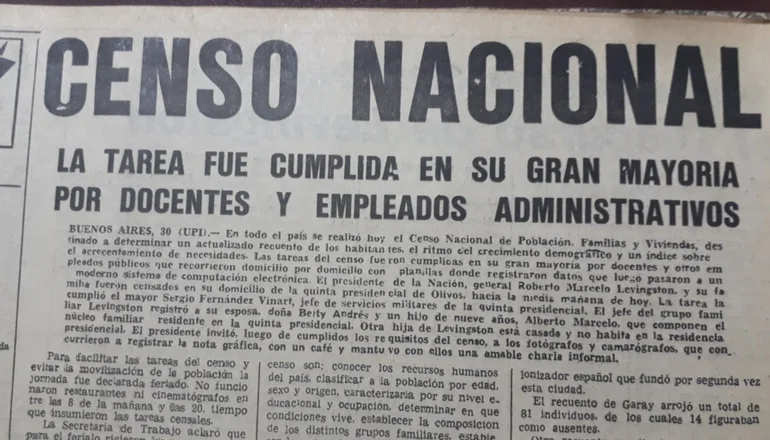 CENSO NACIONAL
LA TAREA FUE CUMPLIDA EN SU GRAN MAYORIA
POR DOCENTES Y EMPLEADOS ADMINISTRATIVOS
BUENOS AIRES, 30 (UPI).— En todo el país se realizó hoy el Censo Nacional de Población. Familias y Viviendas, des
tinado a determinar un actualizado recuento de los habitantes, el ritmo del crecimiento demográfico y un índice sobre
el acrecentamiento de necesidades. Las tareas del censo fueron cumplicas en su gran mayoría por docentes y otros em
pleados públicos que recorrieron domicilio por domicilio con planillas donde registraron datos que luego pasaron a un
moderno sistema de computación electrónica. El presidente de la Nación, general Roberto Marcelo Levingston, y su fa
milia fueron censados en su domicilio de la quinta presidencial de Olivos, hacia la media mañana de hoy. La tarea la
cumplió el mayor Sergio Fernández Vinart, jefe de servicios militares de la quinta presidencial. El jefe del grupo fami
liar Levingston registró a su esposa, doña Betty Andrés y un hijo de nueve años, Alberto Marcelo, que componen el
núcleo familiar residente en la quinta presidencial. Otra hija de Levingston está casada y no habita en la residencia
presidencial. El presidente invitó, luego de cumplidos los requisitos del censo, a los fotógrafos y camarógrafos, que con
currieron a registrar la nota gráfica, con un café y mantuvo con ellos una amable charla informal.
Para facilitar las tareas del censo y
evitar la movilización de la población la
jornada fue declarada feriado. No funcio
naron restaurantes ni cinematógrafos en
tre las 8 de la mañana y las 20, tiempo
que insumieron las tareas censales.
La Secretaría de Trabajo aclaró que
censo son; conocer los recursos humanos
del país, clasificar a la población por edad,
sexo y origen, caracterizaría por su nivel e-
ducacional y ocupación, determinar en que
condiciones vive, establecer la composición
de los distintos grupos familiares, estable
lonizador español que fundó por segunda vez
esta ciudad.
El recuento de Garay arrojó un total de
81 individuos, de los cuales 14 figuraban
como ausentes.